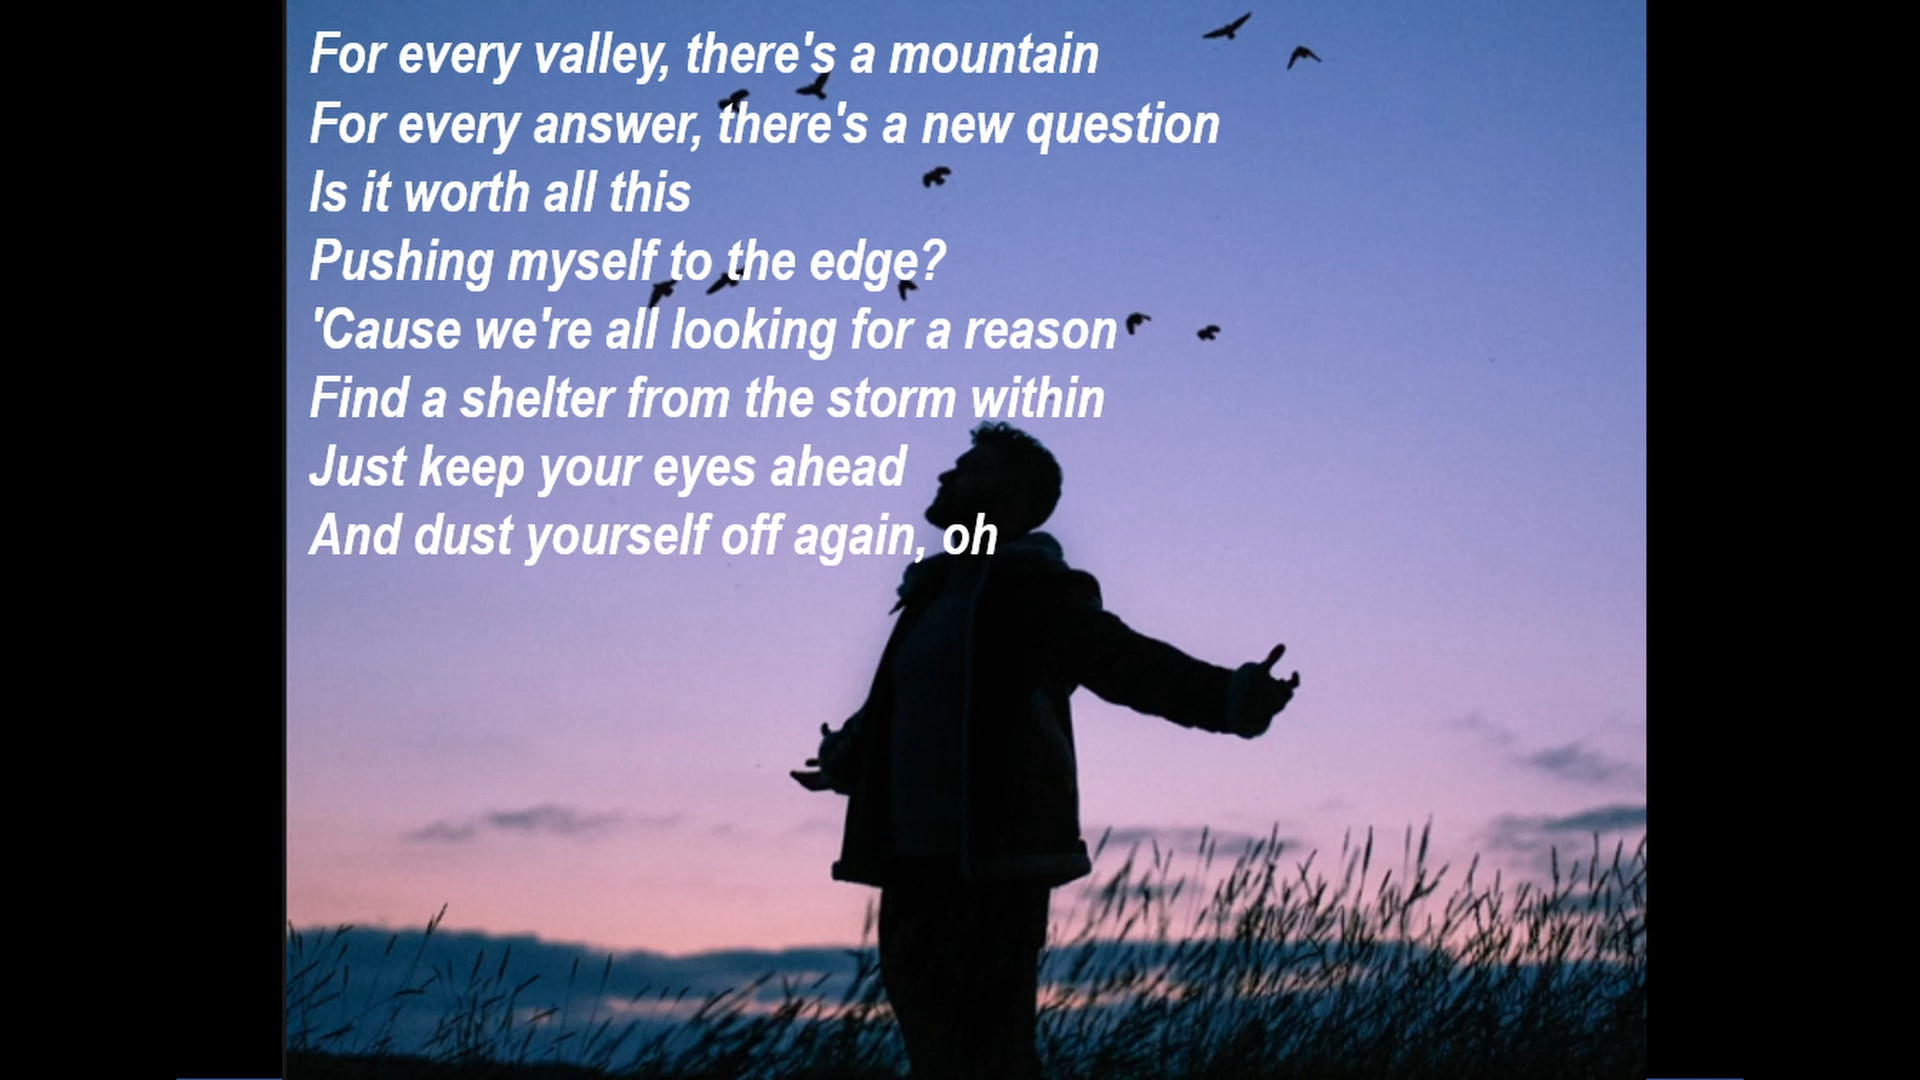 For every valley, there's a mountain
For every answer, there's a new question
Is it worth all this
Pushing myself to the edge?
'Cause we're all looking for a reason
Find a shelter from the storm within
Just keep your eyes ahead
And dust yourself off again, oh